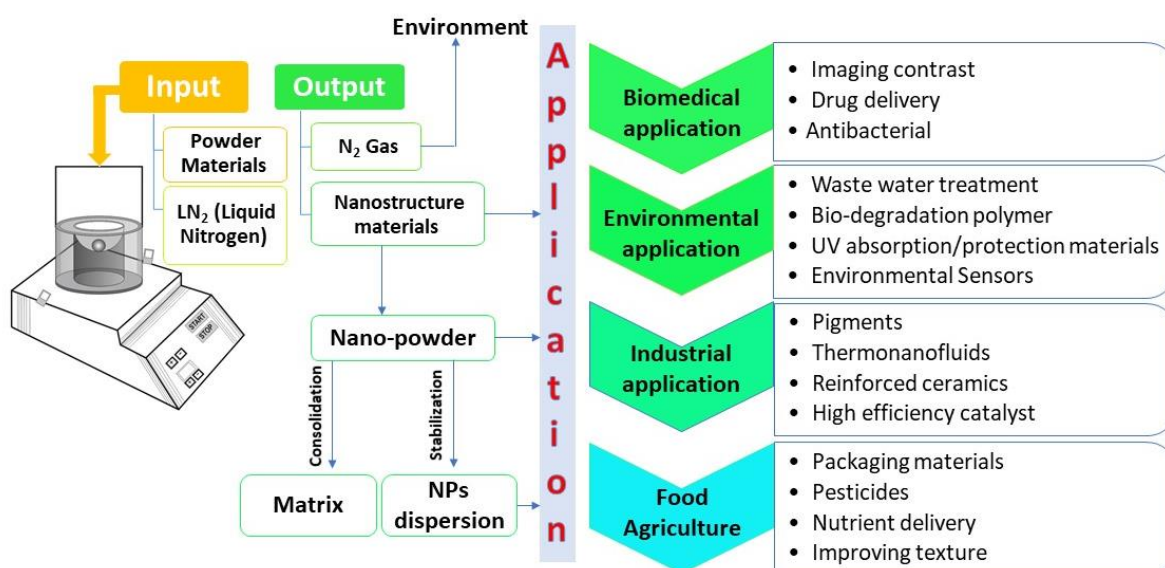 Environment
Input
Output
Powder
Materials
LN₂ (Liquid
Nitrogen)
N₂ Gas
Nanostructure
materials
Nano-powder
Consolidation
Stabilization
Matrix
NPs
dispersion
START
STOP
Application
Biomedical
application
• Imaging contrast
• Drug delivery
• Antibacterial
Environmental
application
• Waste water treatment
• Bio-degradation polymer
• UV absorption/protection materials
• Environmental Sensors
Industrial
application
• Pigments
• Thermonanofluids
• Reinforced ceramics
• High efficiency catalyst
Food
Agriculture
• Packaging materials
• Pesticides
• Nutrient delivery
• Improving texture